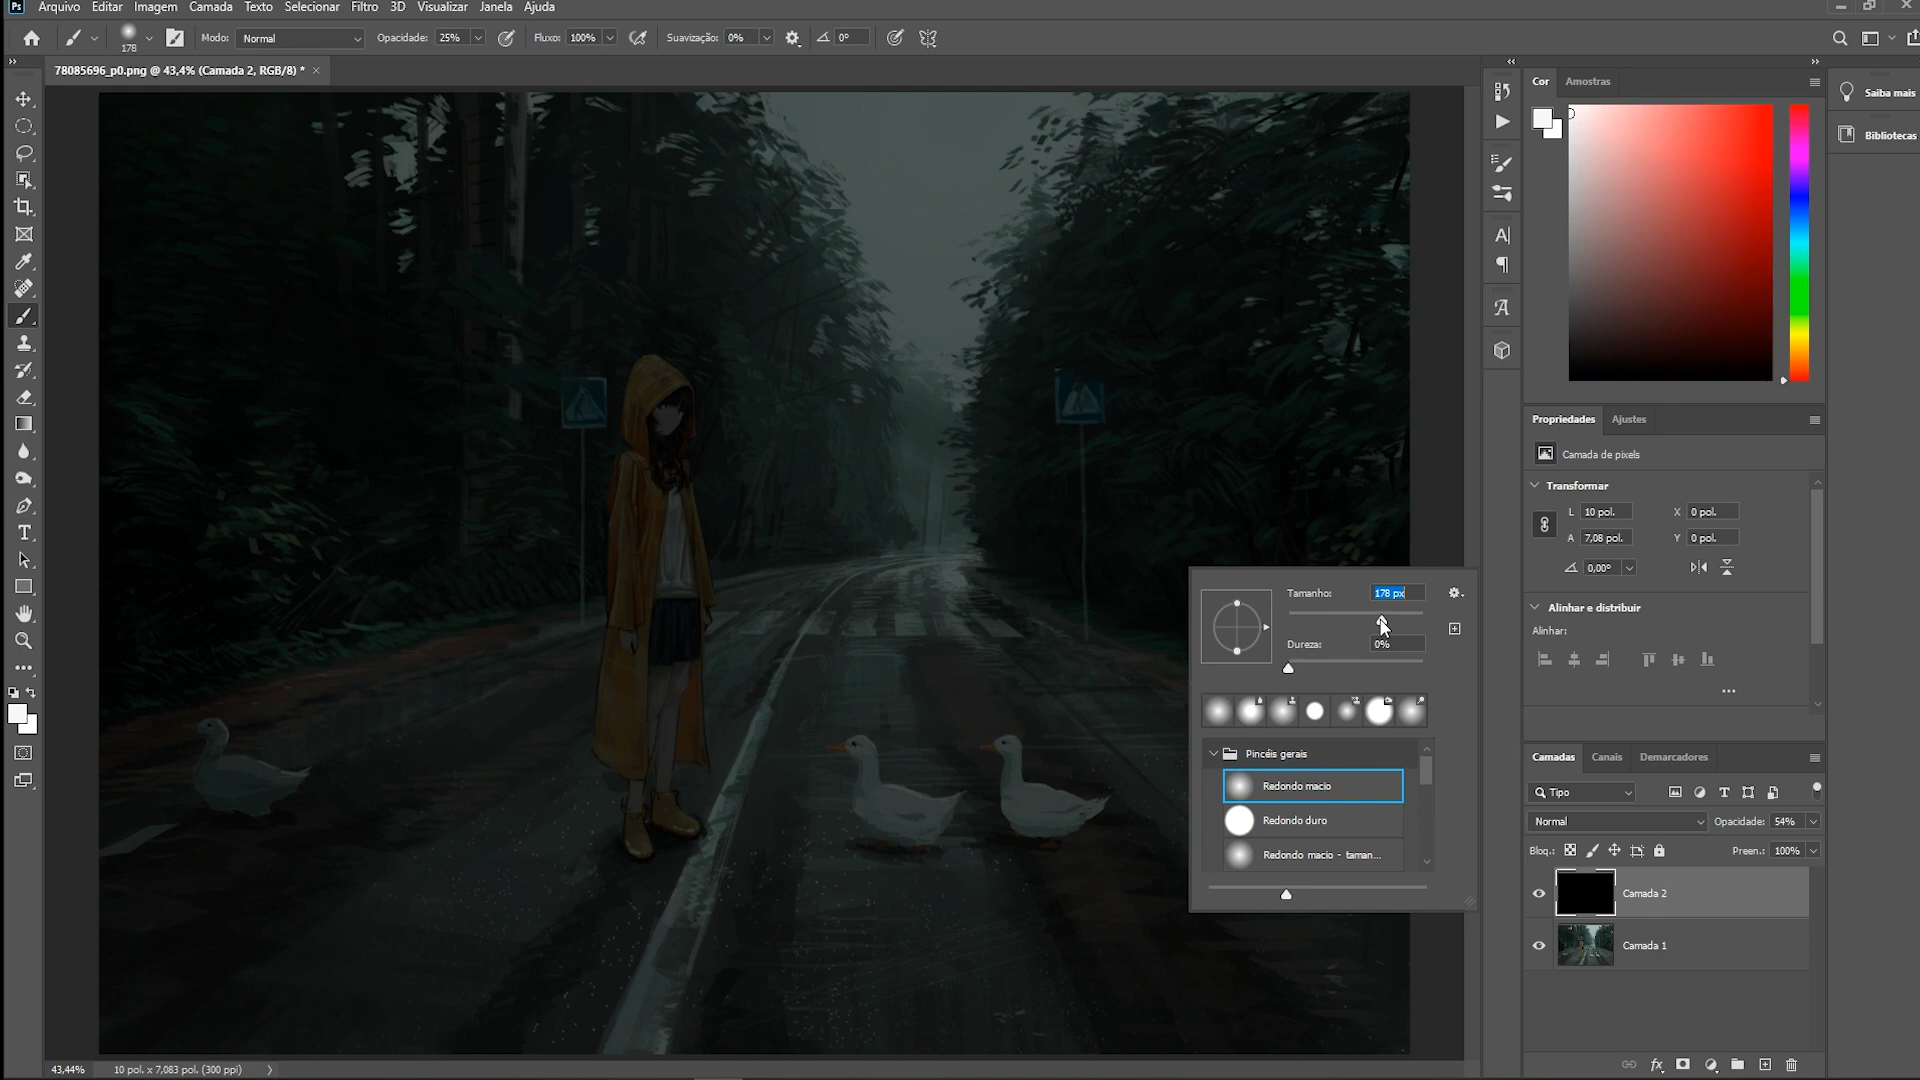 Ps Arquivo Editar Imagem Camada Texto Selecionar Filtro 3D Visualizar Janela Ajuda
178 Modo: Normal Opacidade: 25% Fluxo: 100% Suavização: 0% 0°
78085696_p0.png @ 43,4% (Camada 2, RGB/8) *
Cor Amostras
Saiba mais
Bibliotecas
Propriedades Ajustes
Camada de pixels
Transformar
L 10 pol. X 0 pol.
A 7,08 pol. Y 0 pol.
0,00°
Alinhar e distribuir
Alinhar:
Tamanho: 178 px
Dureza: 0%
Pincéis gerais
Redondo macio
Redondo duro
Redondo macio - taman...
Camadas Canais Demarcadores
Tipo
Normal Opacidade: 54%
Bloq.: Preen.: 100%
Camada 2
Camada 1
43,44% 10 pol. x 7,083 pol. (300 ppi)